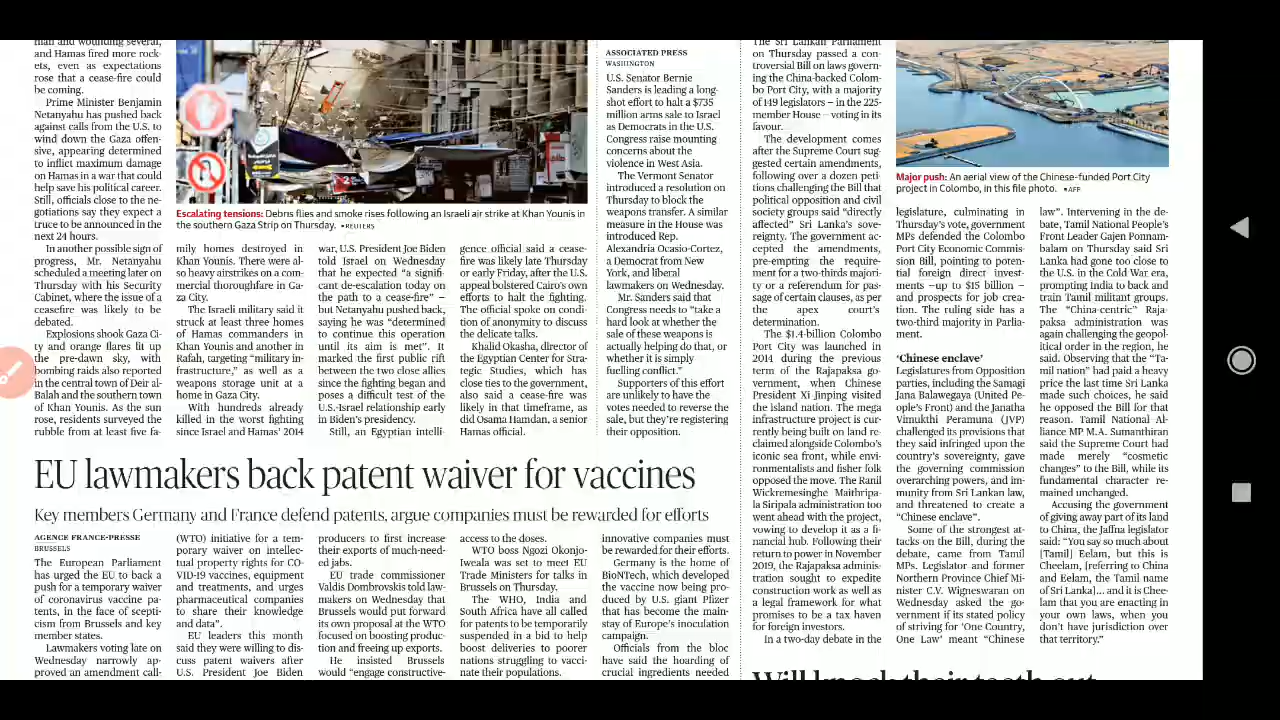 man and wounding several,
and Hamas fired more rock-
ets, even as expectations
rose that a cease-fire could
be coming.
Prime Minister Benjamin
Netanyahu has pushed back
against calls from the U.S. to
wind down the Gaza offen-
sive, appearing determined
to inflict maximum damage
on Hamas in a war that could
help save his political career.
Still, officials close to the ne-
gotiations say they expect a
truce to be announced in the
next 24 hours.
In another possible sign of
progress, Mr. Netanyahu
scheduled a meeting later on
Thursday with his Security
Cabinet, where the issue of a
ceasefire was likely to be
debated.
Explosions shook Gaza Ci-
ty and orange flares lit up
the pre-dawn sky, with
bombing raids also reported
in the central town of Deir al-
Balah and the southern town
of Khan Younis. As the sun
rose, residents surveyed the
rubble from at least five fa-
Escalating tensions: Debris flies and smoke rises following an Israeli air strike at Khan Younis in
the southern Gaza Strip on Thursday. ▪REUTERS
mily homes destroyed in
Khan Younis. There were al-
so heavy airstrikes on a com-
mercial thoroughfare in Ga-
za City.
The Israeli military said it
struck at least three homes
of Hamas commanders in
Khan Younis and another in
Rafah, targeting “military in-
frastructure,” as well as a
weapons storage unit at a
home in Gaza City.
With hundreds already
killed in the worst fighting
since Israel and Hamas’ 2014
war, U.S. President Joe Biden
told Israel on Wednesday
that he expected “a signifi-
cant de-escalation today on
the path to a cease-fire” –
but Netanyahu pushed back,
saying he was “determined
to continue this operation
until its aim is met”. It
marked the first public rift
between the two close allies
since the fighting began and
poses a difficult test of the
U.S.-Israel relationship early
in Biden’s presidency.
Still, an Egyptian intelli-
gence official said a cease-
fire was likely late Thursday
or early Friday, after the U.S.
appeal bolstered Cairo’s own
efforts to halt the fighting.
The official spoke on condi-
tion of anonymity to discuss
the delicate talks.
Khalid Okasha, director of
the Egyptian Center for Stra-
tegic Studies, which has
close ties to the government,
also said a cease-fire was
likely in that timeframe, as
did Osama Hamdan, a senior
Hamas official.
ASSOCIATED PRESS
WASHINGTON
U.S. Senator Bernie
Sanders is leading a long-
shot effort to halt a $735
million arms sale to Israel
as Democrats in the U.S.
Congress raise mounting
concerns about the
violence in West Asia.
The Vermont Senator
introduced a resolution on
Thursday to block the
weapons transfer. A similar
measure in the House was
introduced Rep.
Alexandria Ocasio-Cortez,
a Democrat from New
York, and liberal
lawmakers on Wednesday.
Mr. Sanders said that
Congress needs to “take a
hard look at whether the
sale of these weapons is
actually helping do that, or
whether it is simply
fuelling conflict.”
Supporters of this effort
are unlikely to have the
votes needed to reverse the
sale, but they’re registering
their opposition.
EU lawmakers back patent waiver for vaccines
Key members Germany and France defend patents, argue companies must be rewarded for efforts
AGENCE FRANCE-PRESSE
BRUSSELS
The European Parliament
has urged the EU to back a
push for a temporary waiver
of coronavirus vaccine pa-
tents, in the face of scepti-
cism from Brussels and key
member states.
Lawmakers voting late on
Wednesday narrowly ap-
proved an amendment call-
(WTO) initiative for a tem-
porary waiver on intellec-
tual property rights for CO-
VID-19 vaccines, equipment
and treatments, and urges
pharmaceutical companies
to share their knowledge
and data”.
EU leaders this month
said they were willing to dis-
cuss patent waivers after
U.S. President Joe Biden
producers to first increase
their exports of much-need-
ed jabs.
EU trade commissioner
Valdis Dombrovskis told law-
makers on Wednesday that
Brussels would put forward
its own proposal at the WTO
focused on boosting produc-
tion and freeing up exports.
He insisted Brussels
would “engage constructive-
access to the doses.
WTO boss Ngozi Okonjo-
Iweala was set to meet EU
Trade Ministers for talks in
Brussels on Thursday.
The WHO, India and
South Africa have all called
for patents to be temporarily
suspended in a bid to help
boost deliveries to poorer
nations struggling to vacci-
nate their populations.
innovative companies must
be rewarded for their efforts.
Germany is the home of
BioNTech, which developed
the vaccine now being pro-
duced by U.S. giant Pfizer
that has become the main-
stay of Europe’s inoculation
campaign.
Officials from the bloc
have said the hoarding of
crucial ingredients needed
The Sri Lankan Parliament
on Thursday passed a con-
troversial Bill on laws govern-
ing the China-backed Colom-
bo Port City, with a majority
of 149 legislators – in the 225-
member House – voting in its
favour.
The development comes
after the Supreme Court sug-
gested certain amendments,
following over a dozen peti-
tions challenging the Bill that
political opposition and civil
society groups said “directly
affected” Sri Lanka’s sove-
reignty. The government ac-
cepted the amendments,
pre-empting the require-
ment for a two-thirds majori-
ty or a referendum for pas-
sage of certain clauses, as per
the apex court’s
determination.
The $1.4-billion Colombo
Port City was launched in
2014 during the previous
term of the Rajapaksa go-
vernment, when Chinese
President Xi Jinping visited
the island nation. The mega
infrastructure project is cur-
rently being built on land re-
claimed alongside Colombo’s
iconic sea front, while envi-
ronmentalists and fisher folk
opposed the move. The Ranil
Wickremesinghe Maithripa-
la Siripala administration too
went ahead with the project,
vowing to develop it as a fi-
nancial hub. Following their
return to power in November
2019, the Rajapaksa adminis-
tration sought to expedite
construction work as well as
a legal framework for what
promises to be a tax haven
for foreign investors.
In a two-day debate in the
Major push: An aerial view of the Chinese-funded Port City
project in Colombo, in this file photo. ▪AFP
legislature, culminating in
Thursday’s vote, government
MPs defended the Colombo
Port City Economic Commis-
sion Bill, pointing to poten-
tial foreign direct invest-
ments –up to $15 billion –
and prospects for job crea-
tion. The ruling side has a
two-third majority in Parlia-
ment.
‘Chinese enclave’
Legislators from Opposition
parties, including the Samagi
Jana Balawegaya (United Peo-
ple’s Front) and the Janatha
Vimukthi Peramuna (JVP)
challenged its provisions that
they said infringed upon the
country’s sovereignty, gave
the governing commission
overarching powers, and im-
munity from Sri Lankan law,
and threatened to create a
“Chinese enclave”.
Some of the strongest at-
tacks on the Bill, during the
debate, came from Tamil
MPs. Legislator and former
Northern Province Chief Mi-
nister C.V. Wigneswaran on
Wednesday asked the go-
vernment if its stated policy
of striving for ‘One Country,
One Law’ meant “Chinese
law”. Intervening in the de-
bate, Tamil National People’s
Front Leader Gajen Ponnam-
balam on Thursday said Sri
Lanka had gone too close to
the U.S. in the Cold War era,
prompting India to back and
train Tamil militant groups.
The “China-centric” Raja-
paksa administration was
again challenging the geopol-
itical order in the region, he
said. Observing that the “Ta-
mil nation” had paid a heavy
price the last time Sri Lanka
made such choices, he said
he opposed the Bill for that
reason. Tamil National Al-
liance MP M.A. Sumanthiran
said the Supreme Court had
made merely “cosmetic
changes” to the Bill, while its
fundamental character re-
mained unchanged.
Accusing the government
of giving away part of its land
to China, the Jaffna legislator
said: “You say so much about
[Tamil] Eelam, but this is
Cheelam, [referring to China
and Eelam, the Tamil name
of Sri Lanka]... and it is Chee-
lam that you are enacting in
your own laws, when you
don’t have jurisdiction over
that territory.”
Will knock their teeth out